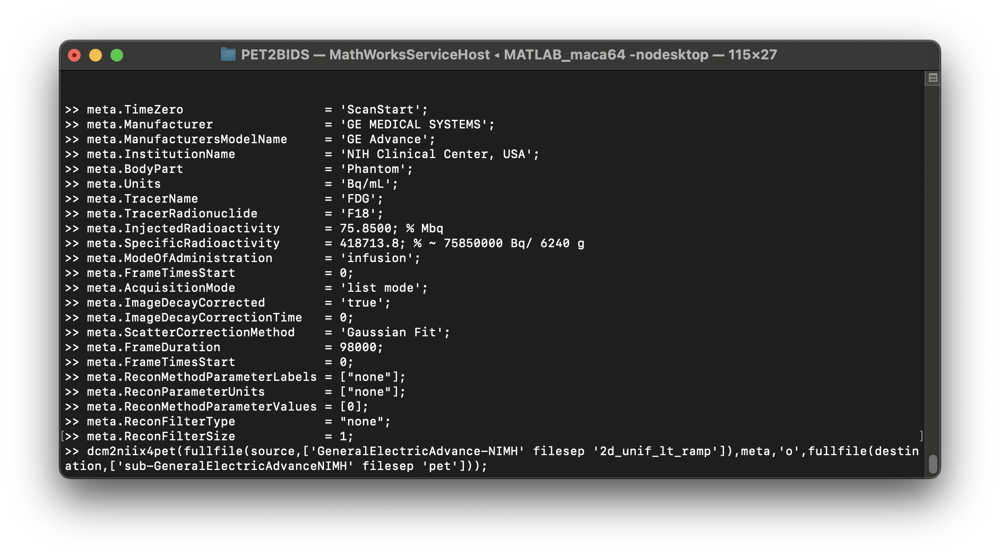 PET2BIDS — MathWorksServiceHost ◂ MATLAB_maca64 -nodesktop — 115×27
>> meta.TimeZero                   = 'ScanStart';
>> meta.Manufacturer               = 'GE MEDICAL SYSTEMS';
>> meta.ManufacturersModelName     = 'GE Advance';
>> meta.InstitutionName            = 'NIH Clinical Center, USA';
>> meta.BodyPart                   = 'Phantom';
>> meta.Units                      = 'Bq/mL';
>> meta.TracerName                 = 'FDG';
>> meta.TracerRadionuclide         = 'F18';
>> meta.InjectedRadioactivity      = 75.8500; % Mbq
>> meta.SpecificRadioactivity      = 418713.8; % ~ 75850000 Bq/ 6240 g
>> meta.ModeOfAdministration       = 'infusion';
>> meta.FrameTimesStart            = 0;
>> meta.AcquisitionMode            = 'list mode';
>> meta.ImageDecayCorrected        = 'true';
>> meta.ImageDecayCorrectionTime   = 0;
>> meta.ScatterCorrectionMethod    = 'Gaussian Fit';
>> meta.FrameDuration              = 98000;
>> meta.FrameTimesStart            = 0;
>> meta.ReconMethodParameterLabels = ["none"];
>> meta.ReconParameterUnits        = ["none"];
>> meta.ReconMethodParameterValues = [0];
>> meta.ReconFilterType            = "none";
[>> meta.ReconFilterSize            = 1; ]
>> dcm2niix4pet(fullfile(source,['GeneralElectricAdvance-NIMH' filesep '2d_unif_lt_ramp']),meta,'o',fullfile(destin
ation,['sub-GeneralElectricAdvanceNIMH' filesep 'pet']));